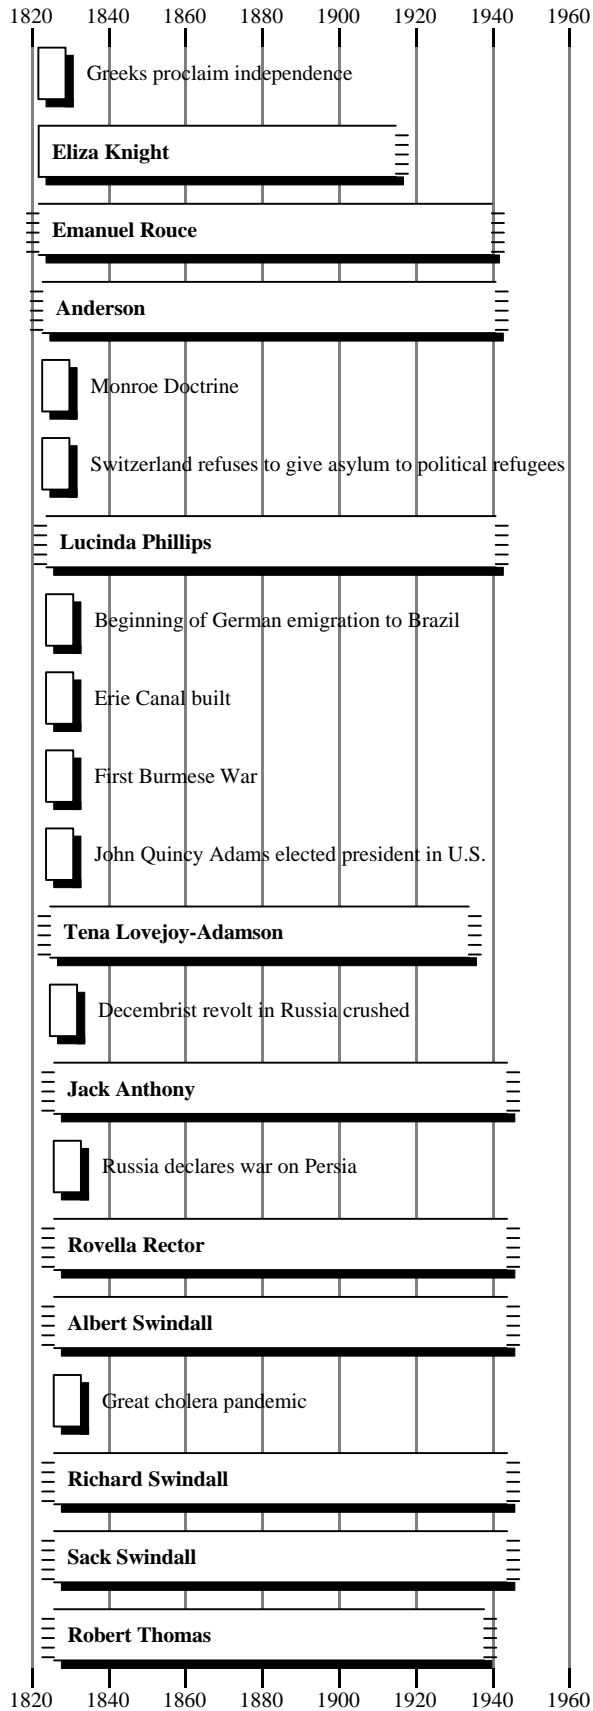 1820 1840 1860 1880 1900 1920 1940 1960
Greeks proclaim independence
Eliza Knight
Emanuel Rouce
Anderson
Monroe Doctrine
Switzerland refuses to give asylum to political refugees
Lucinda Phillips
Beginning of German emigration to Brazil
Erie Canal built
First Burmese War
John Quincy Adams elected president in U.S.
Tena Lovejoy-Adamson
Decembrist revolt in Russia crushed
Jack Anthony
Russia declares war on Persia
Rovella Rector
Albert Swindall
Great cholera pandemic
Richard Swindall
Sack Swindall
Robert Thomas
1820 1840 1860 1880 1900 1920 1940 1960